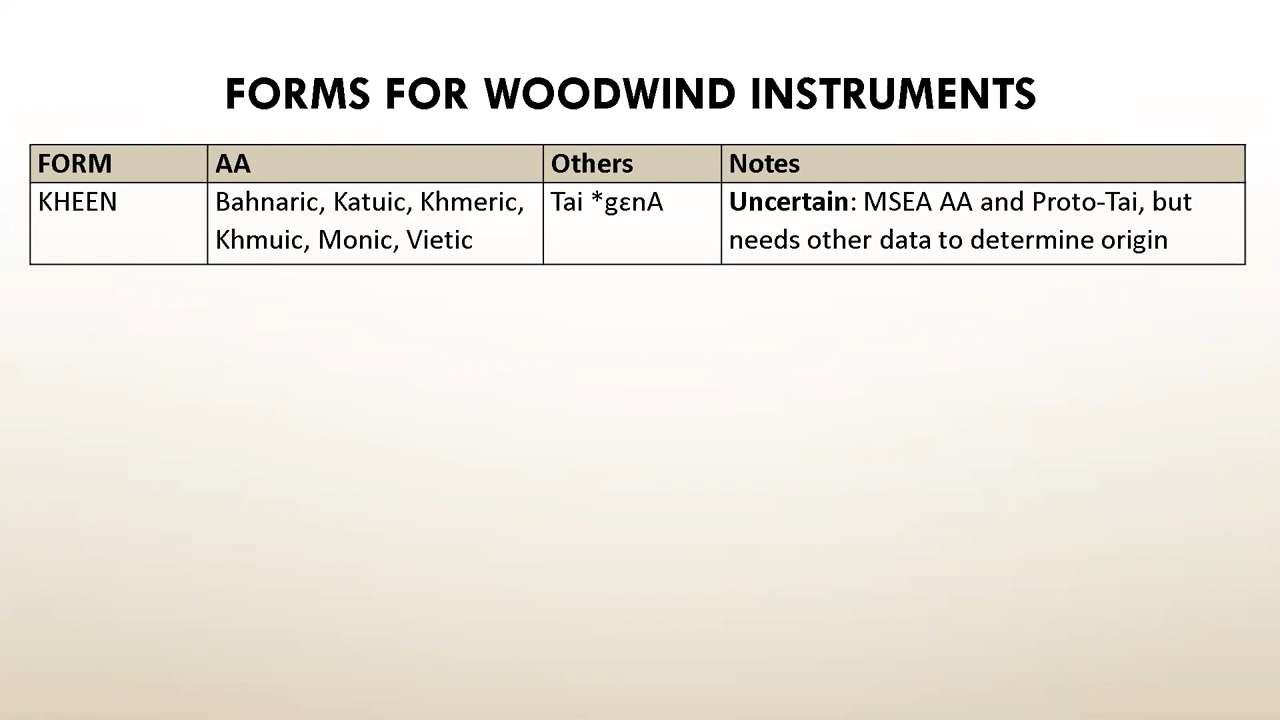 FORMS FOR WOODWIND INSTRUMENTS
FORM AA Others Notes
KHEEN
Bahnaric, Katuic, Khmeric,
Khmuic, Monic, Vietic
Tai *gɛnA
Uncertain: MSEA AA and Proto-Tai, but
needs other data to determine origin